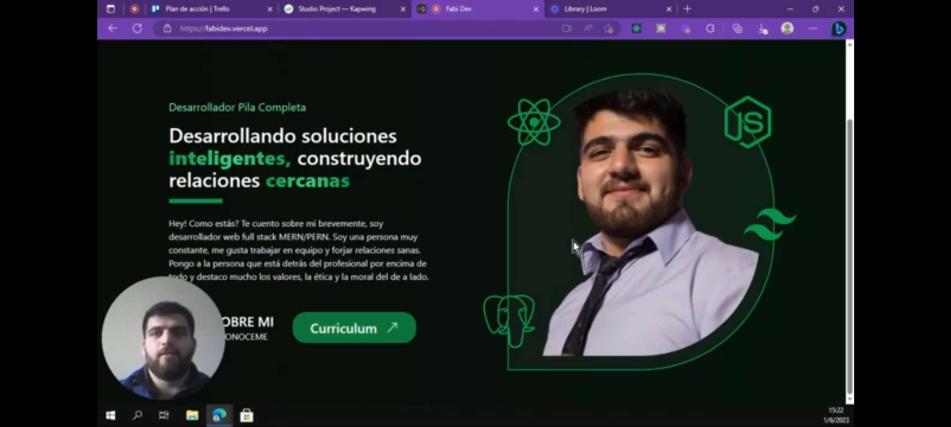 Plan de acción | Trello
Studio Project — Kapwing
Fabi Dev
Library | Loom
https://fabidev.vercel.app
Desarrollador Pila Completa
Desarrollando soluciones
inteligentes, construyendo
relaciones cercanas
Hey! Como estás? Te cuento sobre mi brevemente, soy
desarrollador web full stack MERN/PERN. Soy una persona muy
constante, me gusta trabajar en equipo y forjar relaciones sanas.
Pongo a la persona que está detrás del profesional por encima de
todo y destaco mucho los valores, la ética y la moral del de a lado.
OBRE MI
ONOCEME
Curriculum
JS
15:22
1/6/2023